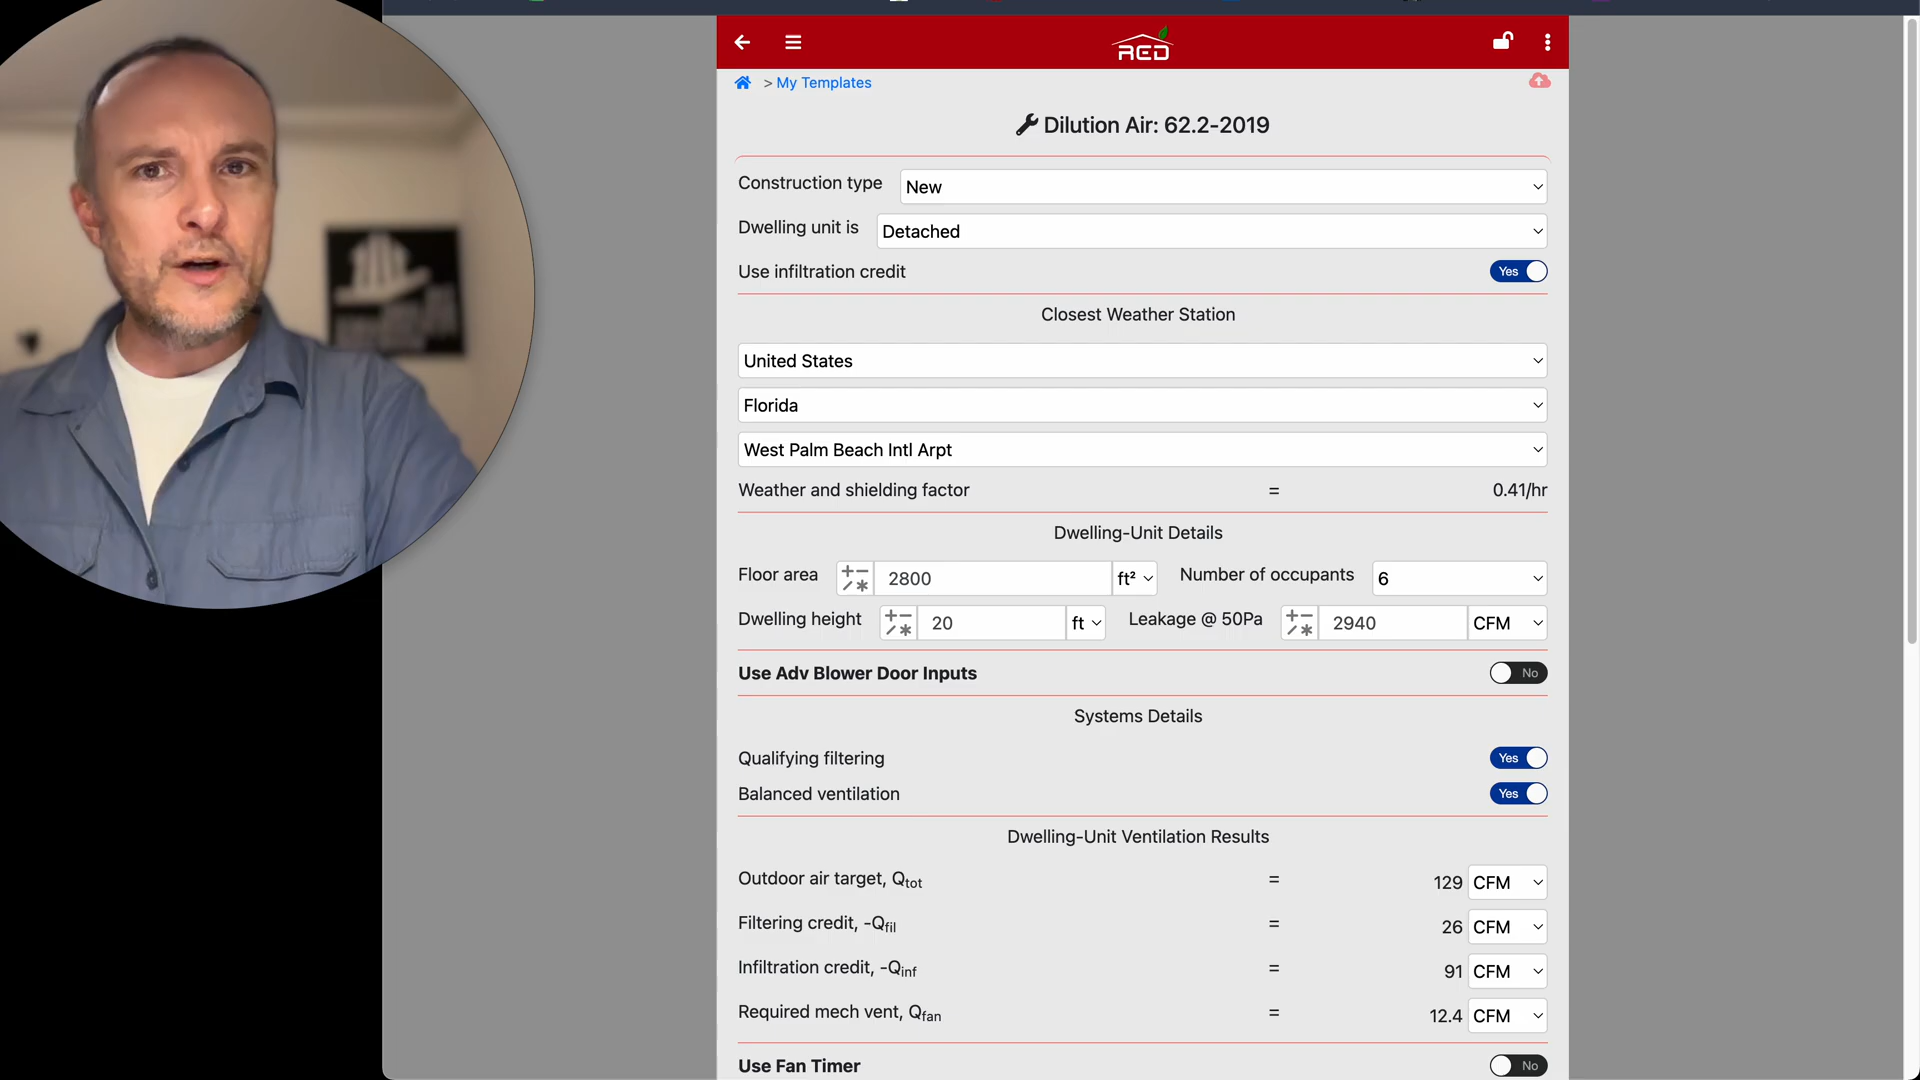 RED
> My Templates
Dilution Air: 62.2-2019
Construction type New
Dwelling unit is Detached
Use infiltration credit Yes
Closest Weather Station
United States
Florida
West Palm Beach Intl Arpt
Weather and shielding factor = 0.41/hr
Dwelling-Unit Details
Floor area 2800 ft² Number of occupants 6
Dwelling height 20 ft Leakage @ 50Pa 2940 CFM
Use Adv Blower Door Inputs No
Systems Details
Qualifying filtering Yes
Balanced ventilation Yes
Dwelling-Unit Ventilation Results
Outdoor air target, Qtot = 129 CFM
Filtering credit, -Qfil = 26 CFM
Infiltration credit, -Qinf = 91 CFM
Required mech vent, Qfan = 12.4 CFM
Use Fan Timer No